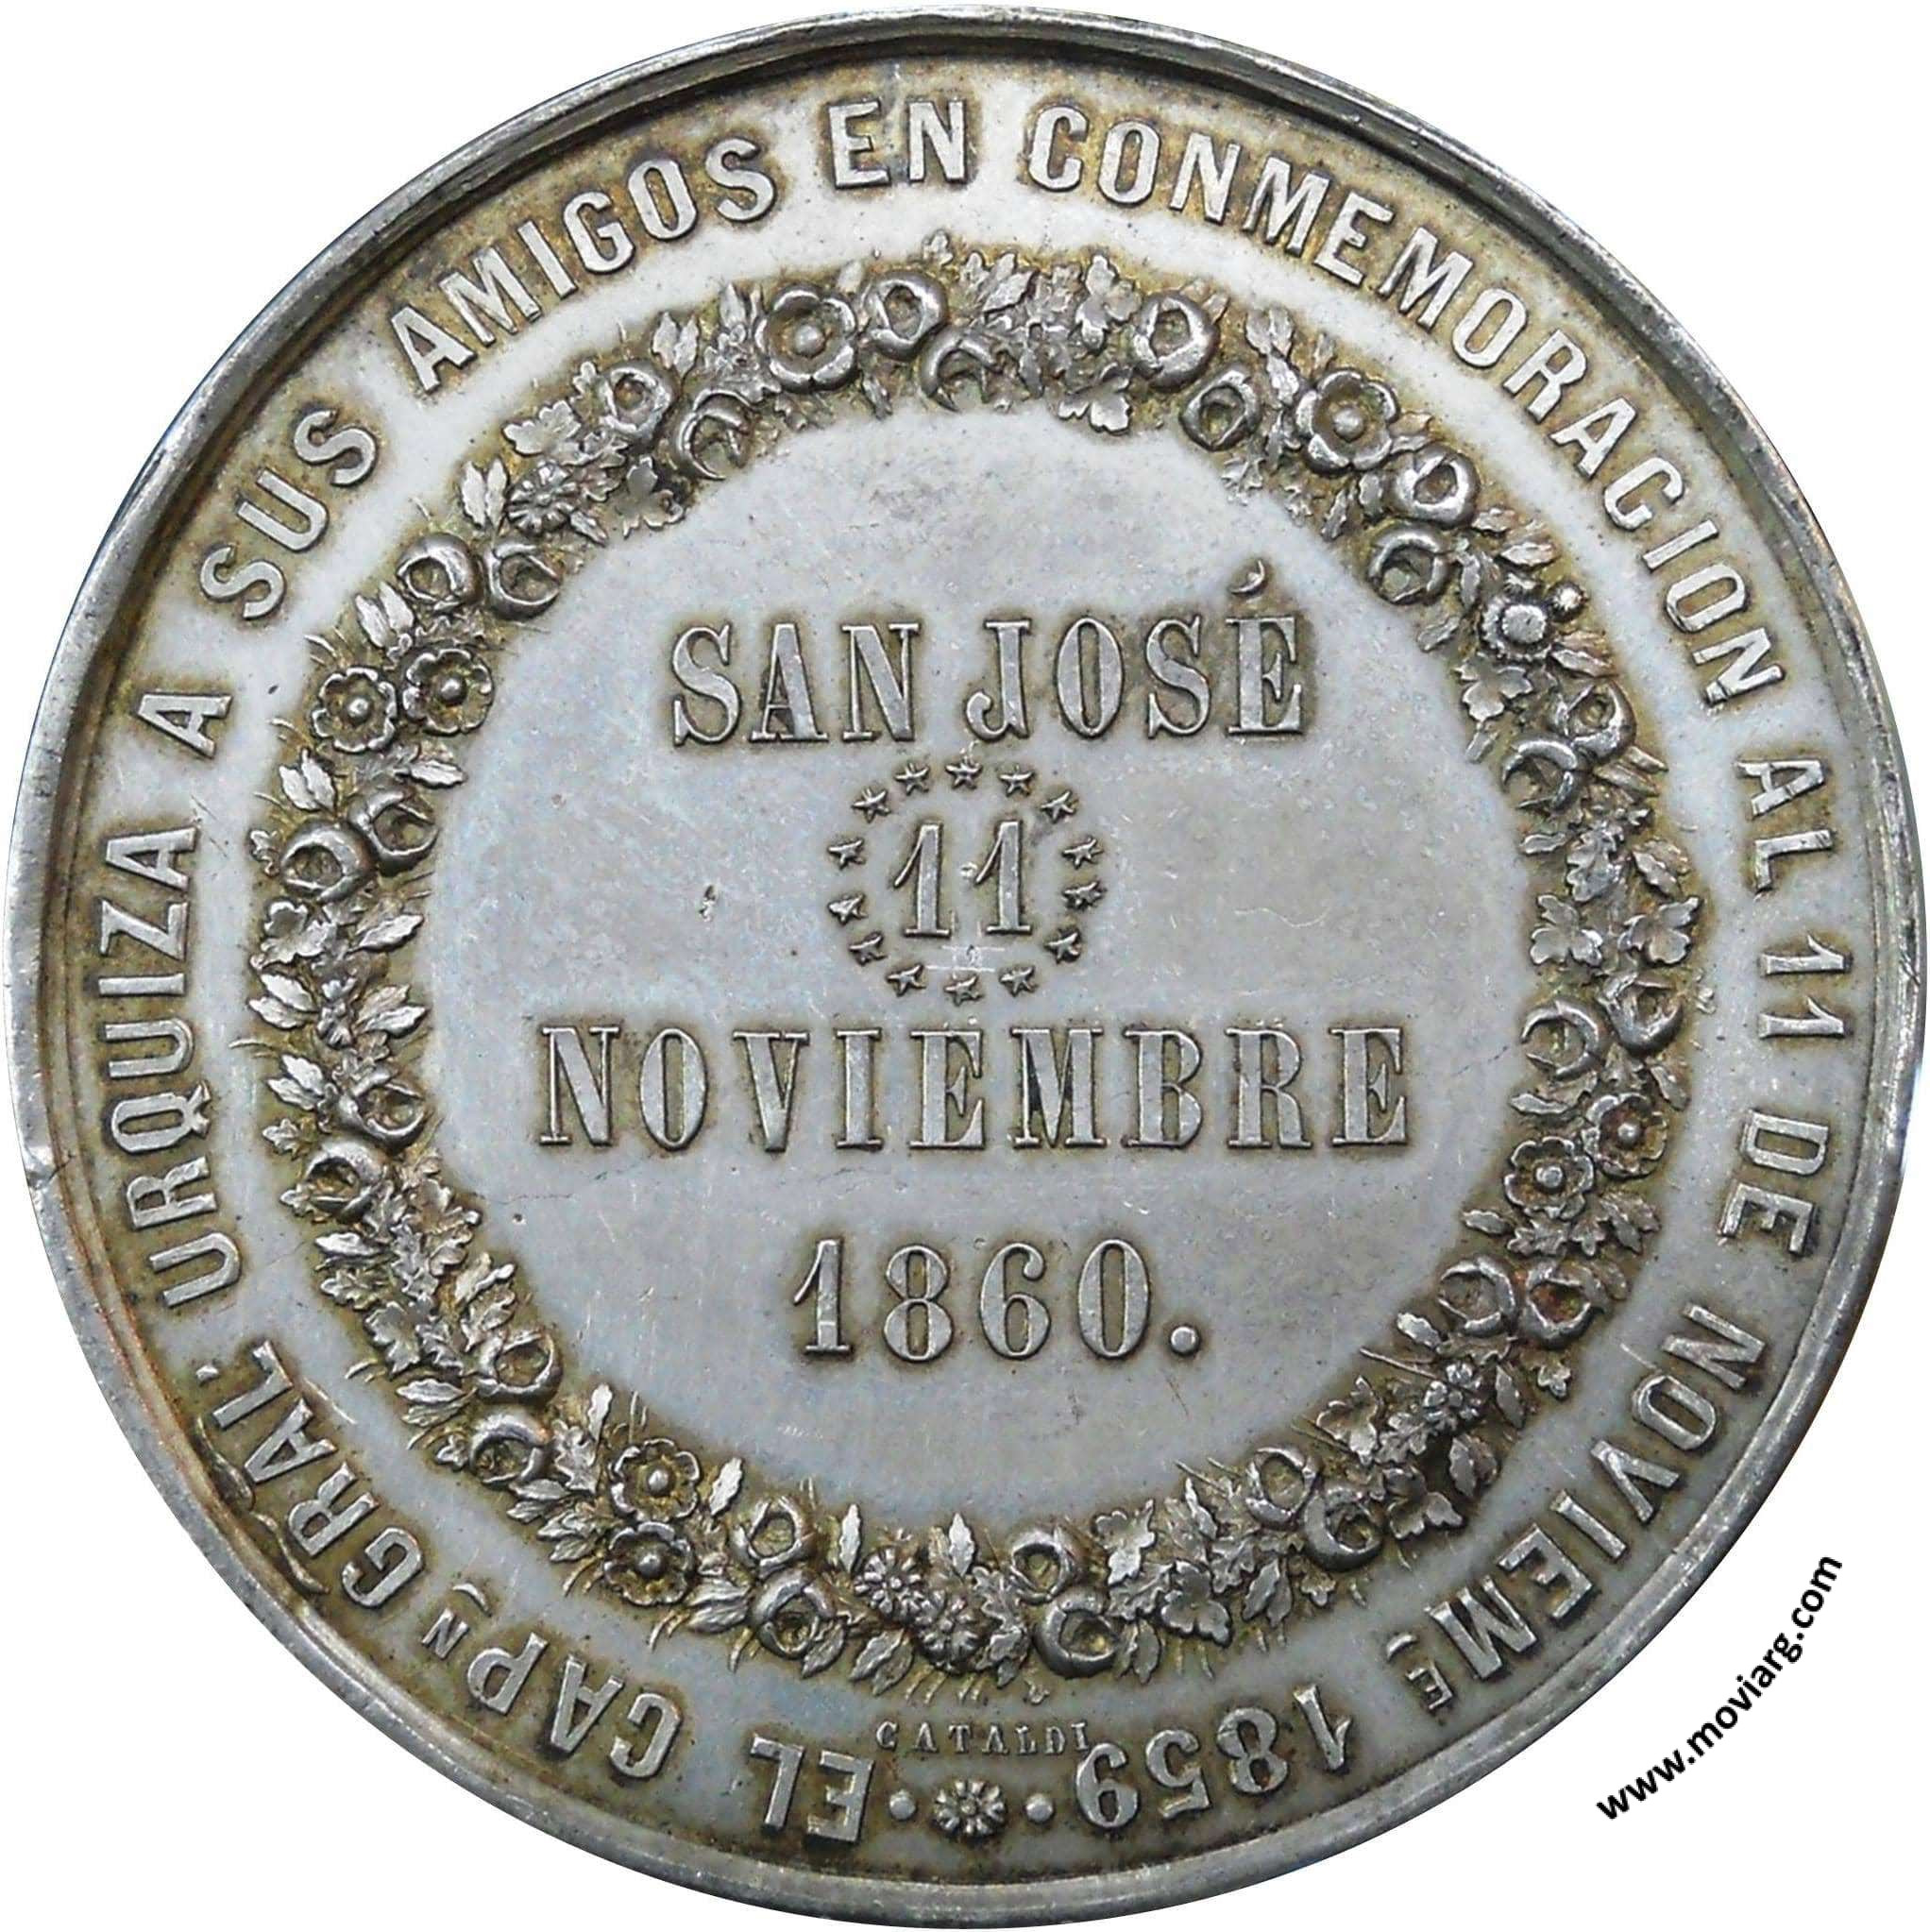 EL CAPN GRAL. URQUIZA A SUS AMIGOS EN CONMEMORACION AL 11 DE NOVIEME 1859
SAN JOSÉ
11
NOVIEMBRE
1860.
CATALDI
www.moviarg.com